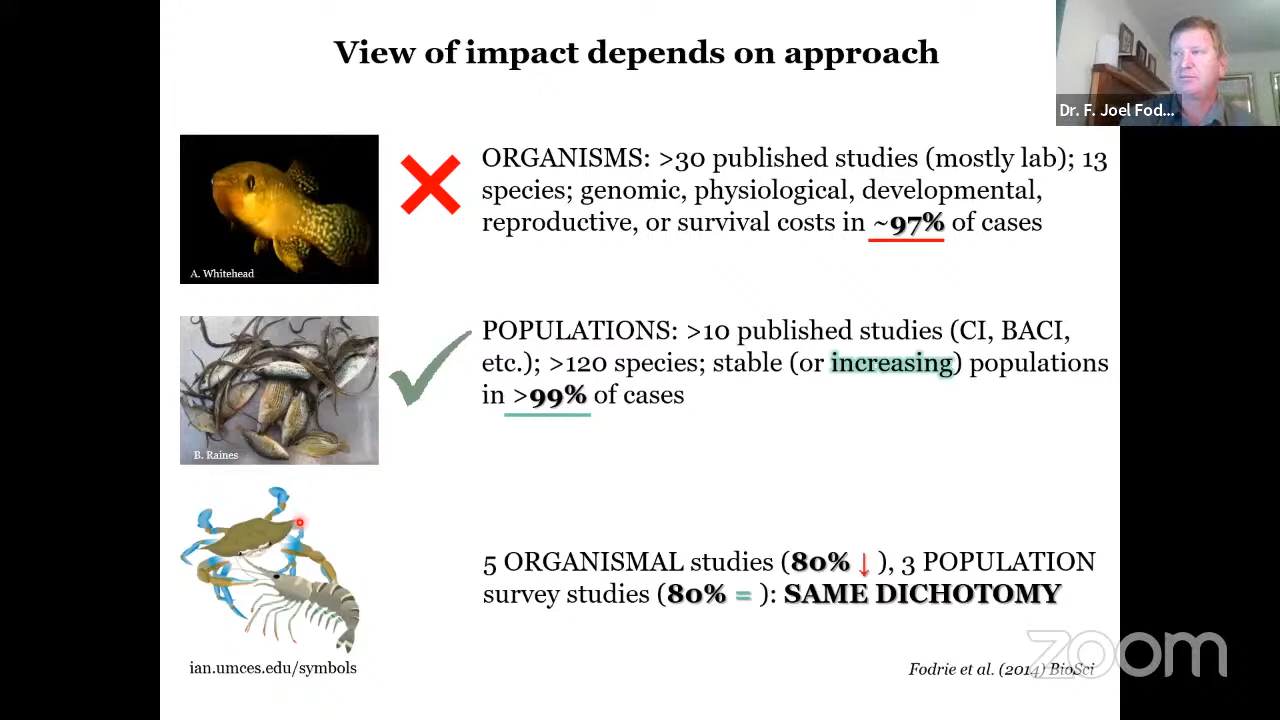 View of impact depends on approach
Dr. F. Joel Fod...
ORGANISMS: >30 published studies (mostly lab); 13
species; genomic, physiological, developmental,
reproductive, or survival costs in ~97% of cases
A. Whitehead
POPULATIONS: >10 published studies (CI, BACI,
etc.); >120 species; stable (or increasing) populations
in >99% of cases
B. Raines
5 ORGANISMAL studies (80% ↓ ), 3 POPULATION
survey studies (80% = ): SAME DICHOTOMY
zoom
ian.umces.edu/symbols
Fodrie et al. (2014) BioSci